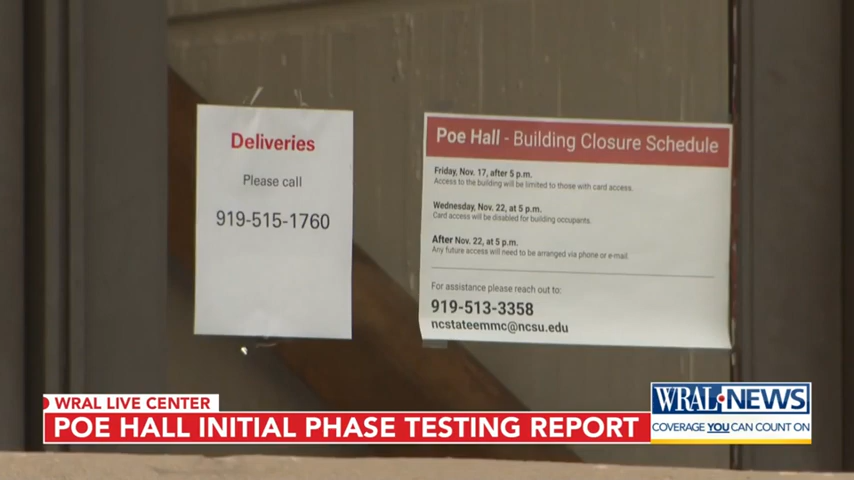 Deliveries
Please call
919-515-1760
Poe Hall - Building Closure Schedule
Friday, Nov. 17, after 5 p.m.
Access to the building will be limited to those with card access.
Wednesday, Nov. 22, at 5 p.m.
Card access will be disabled for building occupants.
After Nov. 22, at 5 p.m.
Any future access will need to be arranged via phone or e-mail.
For assistance please reach out to:
919-513-3358
ncstateemmc@ncsu.edu
WRAL LIVE CENTER
POE HALL INITIAL PHASE TESTING REPORT
WRAL NEWS
COVERAGE YOU CAN COUNT ON